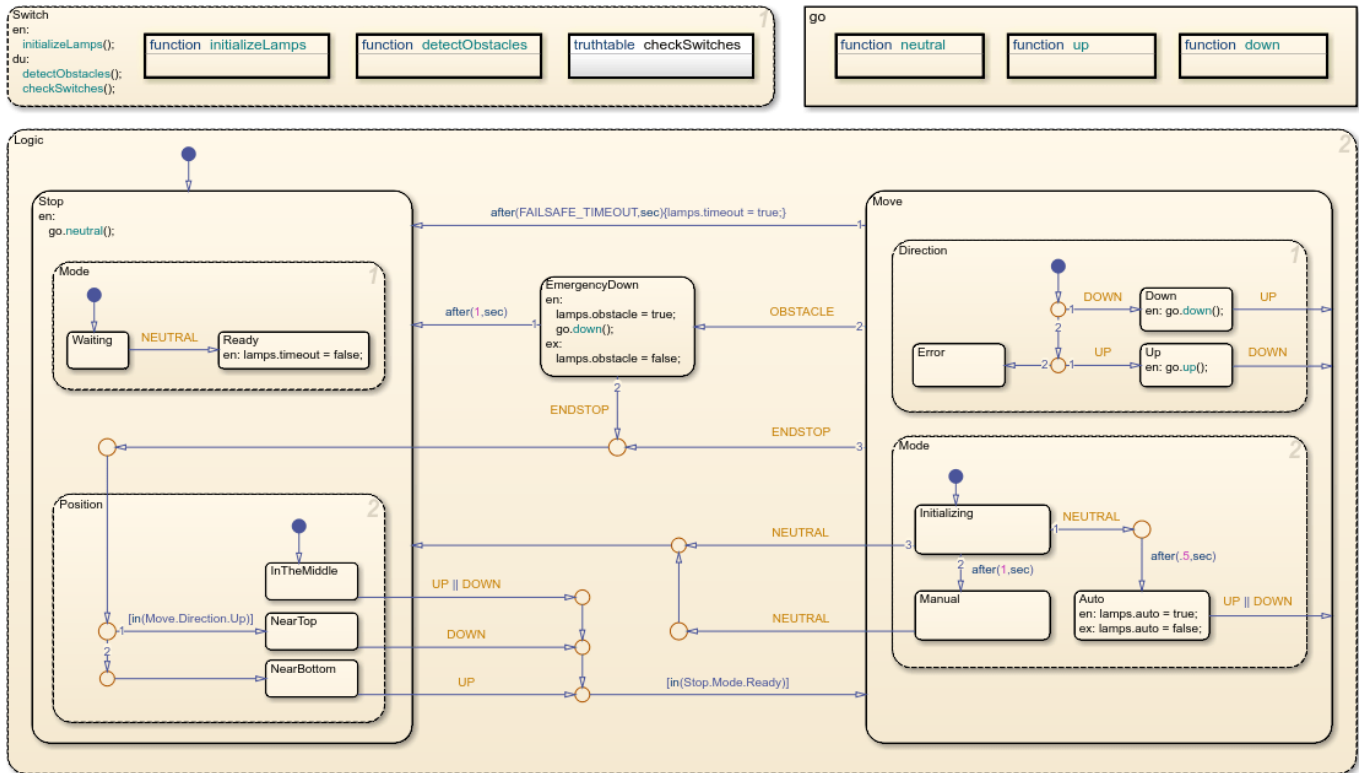 Switch
1
en:
initializeLamps();
du:
detectObstacles();
checkSwitches();
function initializeLamps
function detectObstacles
truthtable checkSwitches
go
function neutral
function up
function down
Logic
2
Stop
en:
go.neutral();
Mode
1
Waiting
NEUTRAL
Ready
en: lamps.timeout = false;
after(FAILSAFE_TIMEOUT,sec){lamps.timeout = true;}
1
after(1,sec)
1
EmergencyDown
en:
lamps.obstacle = true;
go.down();
ex:
lamps.obstacle = false;
2
OBSTACLE
2
ENDSTOP
ENDSTOP
3
Move
Direction
1
1
DOWN
Down
en: go.down();
UP
2
Error
2
1
UP
Up
en: go.up();
DOWN
Position
2
InTheMiddle
UP || DOWN
[in(Move.Direction.Up)]
1
NearTop
DOWN
2
NearBottom
UP
[in(Stop.Mode.Ready)]
NEUTRAL
3
NEUTRAL
Mode
2
Initializing
1
NEUTRAL
2
after(1,sec)
after(.5,sec)
Manual
Auto
en: lamps.auto = true;
ex: lamps.auto = false;
UP || DOWN